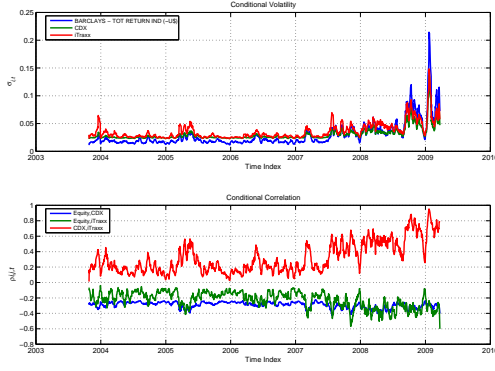 Conditional Volatility
BARCLAYS - TOT RETURN IND (~U$)
CDX
iTraxx
0.25
0.2
0.15
0.1
0.05
0
σi,t
2003 2004 2005 2006 2007 2008 2009 2010
Time Index
Conditional Correlation
Equity,CDX
Equity,iTraxx
CDX,iTraxx
1
0.8
0.6
0.4
0.2
0
−0.2
−0.4
−0.6
−0.8
2003 2004 2005 2006 2007 2008 2009 2010
Time Index